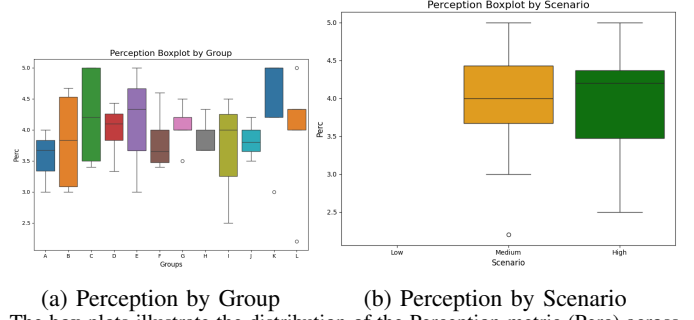 Perception Boxplot by Group
5.0
4.5
4.0
3.5
3.0
2.5
Perc
A B C D E F G H I J K L
Groups
Perception Boxplot by Scenario
5.0
4.5
4.0
3.5
3.0
2.5
Perc
Low Medium High
Scenario
(a) Perception by Group
(b) Perception by Scenario
The box plots illustrate the distribution of the Perception metric (Perc) across